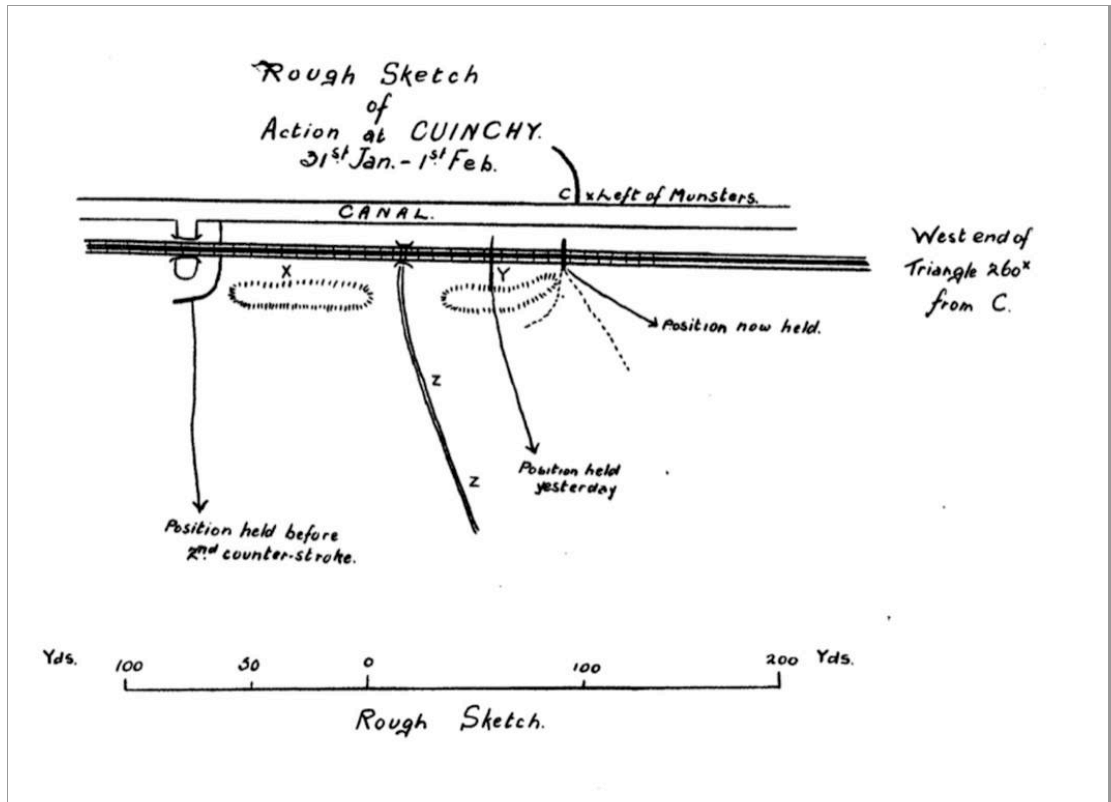 Rough Sketch
of
Action at CUINCHY.
31st Jan. - 1st Feb.
C x Left of Munsters.
CANAL.
West end of
Triangle 260x
from C.
X
Y
Position now held.
Z
Z
Position held
yesterday
Position held before
2nd counter-stroke.
Yds. 100 50 0 100 200 Yds.
Rough Sketch.